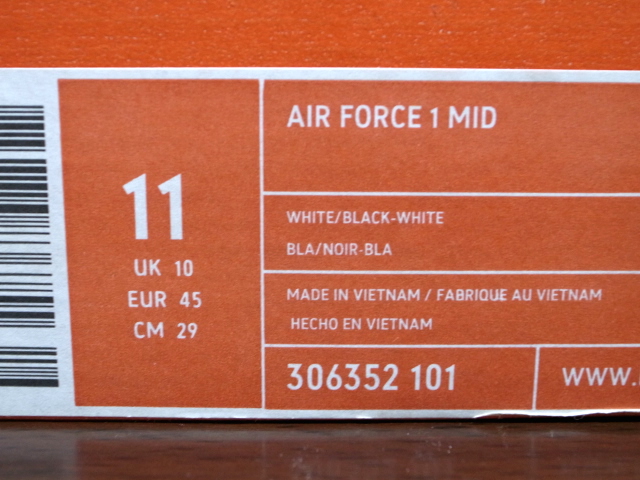 11
UK 10
EUR 45
CM 29
AIR FORCE 1 MID
WHITE/BLACK-WHITE
BLA/NOIR-BLA
MADE IN VIETNAM / FABRIQUE AU VIETNAM
HECHO EN VIETNAM
306352 101
WWW.